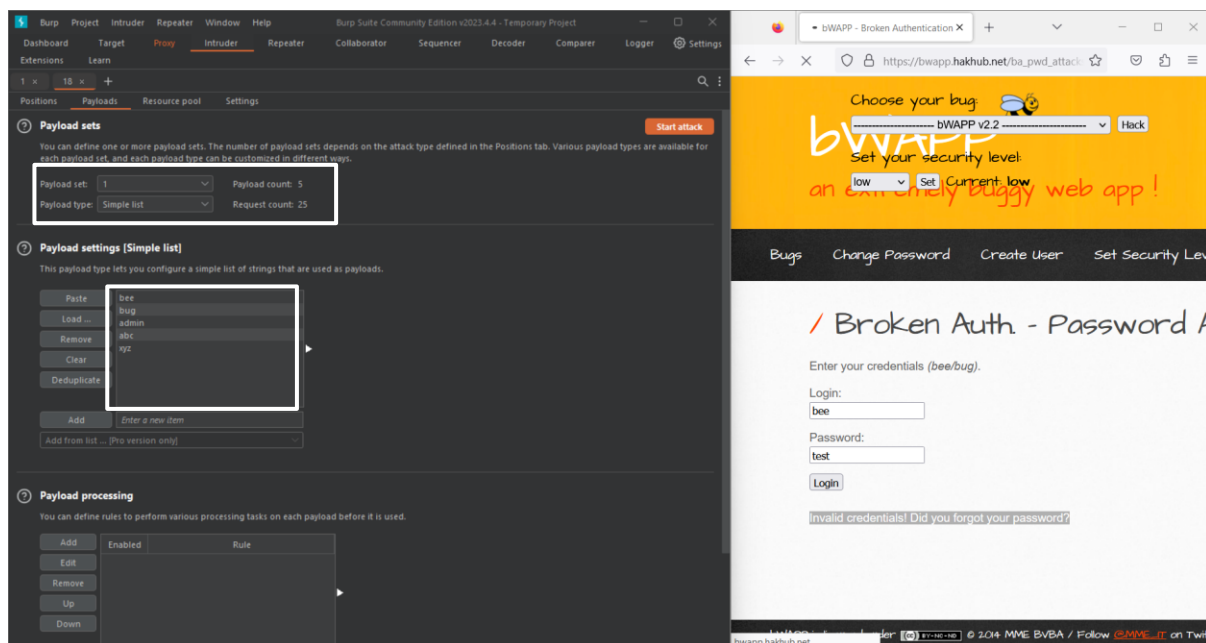 Burp Project Intruder Repeater Window Help
Burp Suite Community Edition v2023.4.4 - Temporary Project
Dashboard Target Proxy Intruder Repeater Collaborator Sequencer Decoder Comparer Logger Settings
Extensions Learn
1 × 18 × +
Positions Payloads Resource pool Settings
Payload sets
Start attack
You can define one or more payload sets. The number of payload sets depends on the attack type defined in the Positions tab. Various payload types are available for
each payload set, and each payload type can be customized in different ways.
Payload set: 1 Payload count: 5
Payload type: Simple list Request count: 25
Payload settings [Simple list]
This payload type lets you configure a simple list of strings that are used as payloads.
Paste
Load ...
Remove
Clear
Deduplicate
bee
bug
admin
abc
xyz
Add Enter a new item
Add from list ... [Pro version only]
Payload processing
You can define rules to perform various processing tasks on each payload before it is used.
Add
Edit
Remove
Up
Down
Enabled Rule
bWAPP - Broken Authentication
https://bwapp.hakhub.net/ba_pwd_attack
Choose your bug:
---------------------- bWAPP v2.2 ----------------------- Hack
bWAPP
Set your security level:
low Set Current: low
an extremely buggy web app !
Bugs Change Password Create User Set Security Lev
/ Broken Auth. - Password A
Enter your credentials (bee/bug).
Login:
bee
Password:
test
Login
Invalid credentials! Did you forgot your password?
© 2014 MME BVBA / Follow @MME_IT on Twi
bwapp.hakhub.net